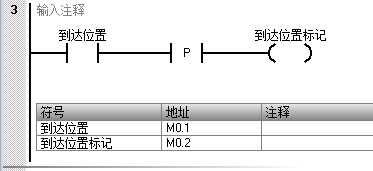 3 输入注释
到达位置 到达位置标记
P
符号 地址 注释
到达位置 M0.1
到达位置标记 M0.2